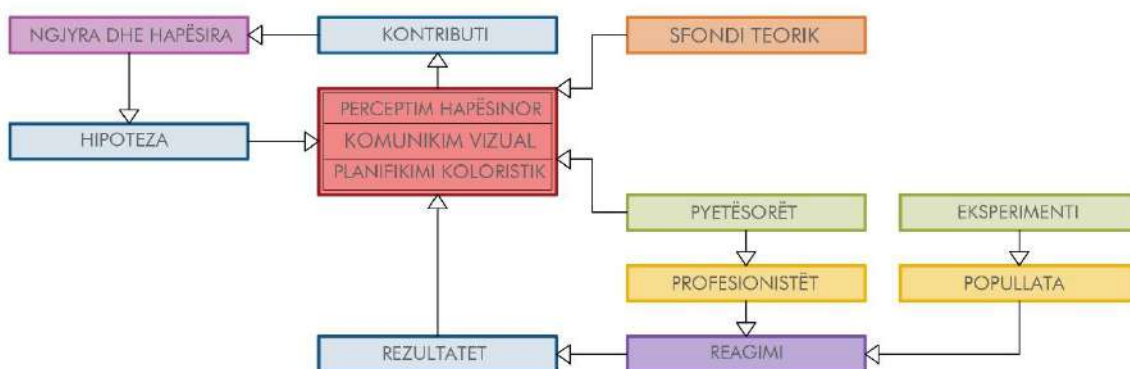 NGJYRA DHE HAPËSIRA
KONTRIBUTI
SFONDI TEORIK
PERCEPTIM HAPËSINOR
HIPOTEZA
KOMUNIKIM VIZUAL
PLANIFIKIMI KOLORISTIK
PYETËSORËT
EKSPERIMENTI
PROFESIONISTËT
POPULLATA
REZULTATET
REAGIMI